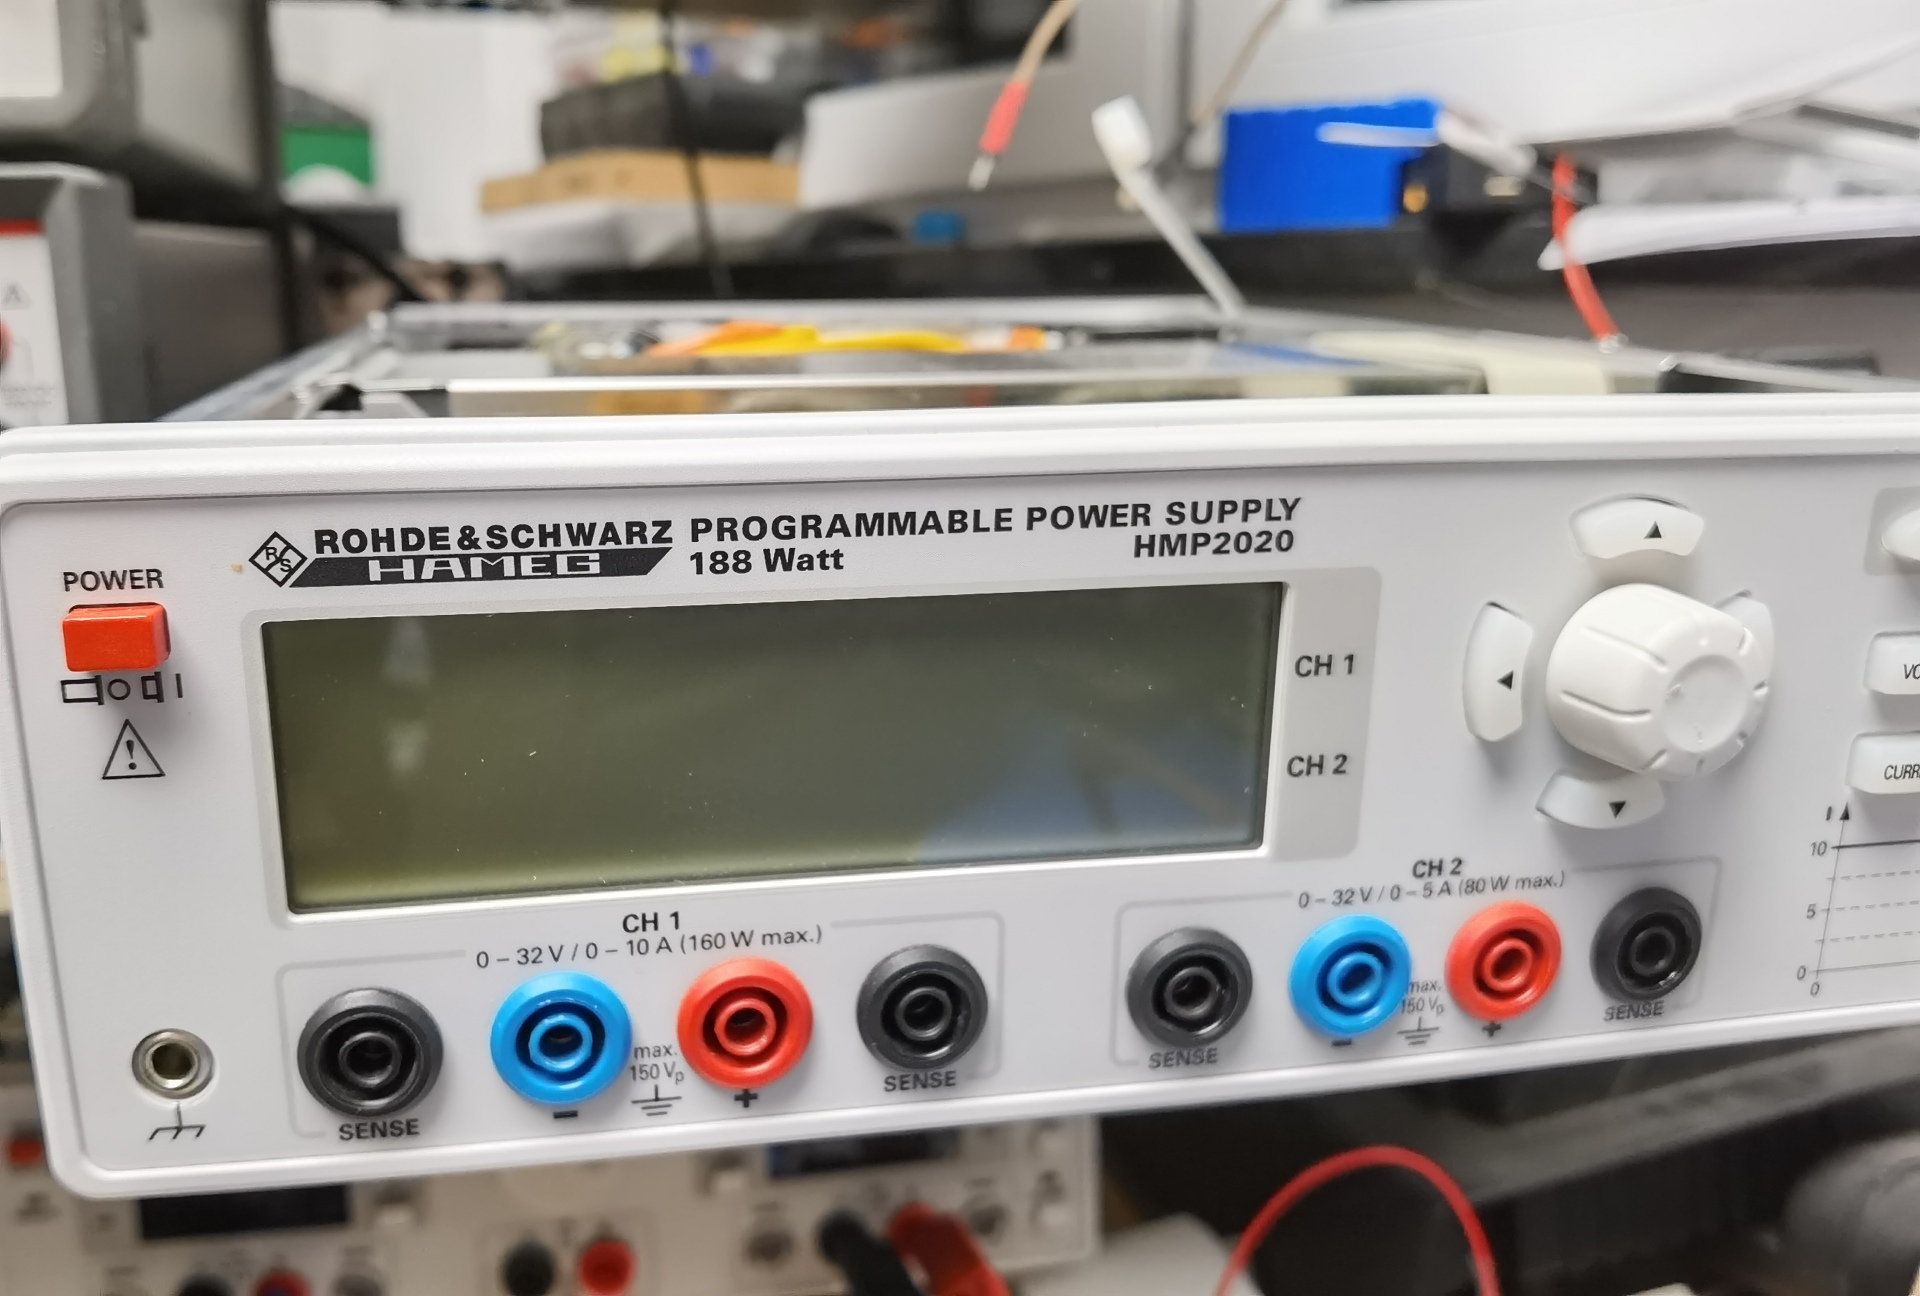 ROHDE&SCHWARZ PROGRAMMABLE POWER SUPPLY
HAMEG 188 Watt HMP2020
POWER
CH 1
CH 2
VO
CURR
I
10
5
0
0
CH 1
0 – 32 V / 0 – 10 A (160 W max.)
SENSE
–
max.
150 Vp
+
SENSE
CH 2
0 – 32 V / 0 – 5 A (80 W max.)
SENSE
–
max.
150 Vp
+
SENSE